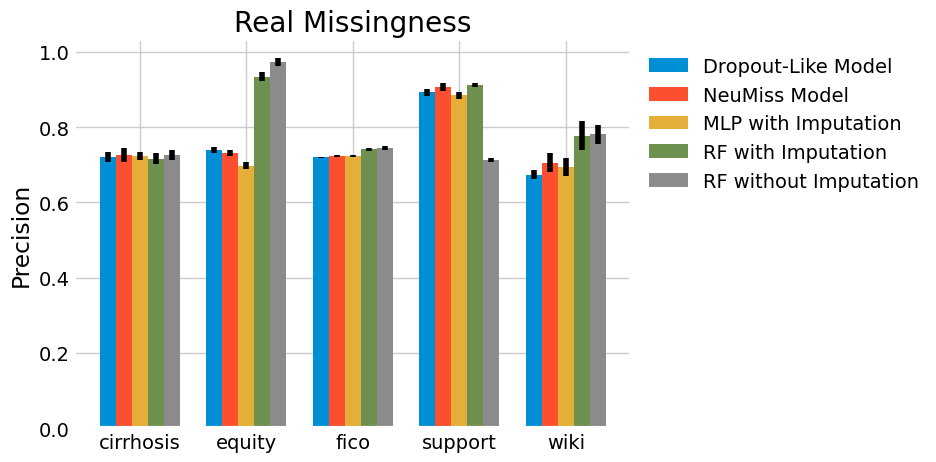 Real Missingness
Precision
1.0
0.8
0.6
0.4
0.2
0.0
cirrhosis
equity
fico
support
wiki
Dropout-Like Model
NeuMiss Model
MLP with Imputation
RF with Imputation
RF without Imputation